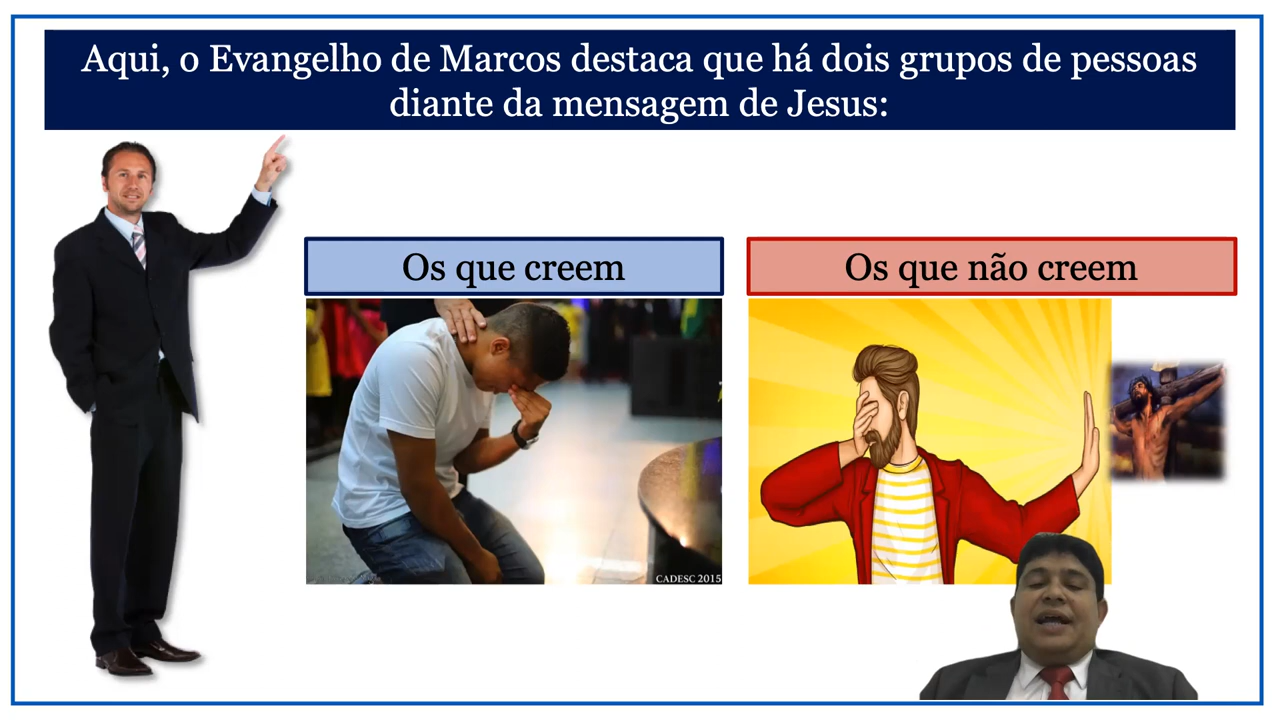 Aqui, o Evangelho de Marcos destaca que há dois grupos de pessoas
diante da mensagem de Jesus:
Os que creem
Os que não creem
CADESC 2015